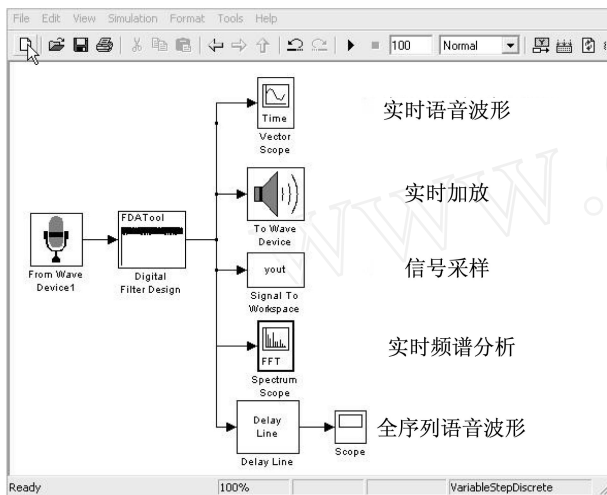 File Edit View Simulation Format Tools Help
100 Normal
Time
Vector
Scope
实时语音波形
To Wave
Device
实时加放
From Wave
Device1
FDATool
Digital
Filter Design
yout
Signal To
Workspace
信号采样
FFT
Spectrum
Scope
实时频谱分析
Delay
Line
Delay Line
Scope
全序列语音波形
Ready 100% VariableStepDiscrete
www.